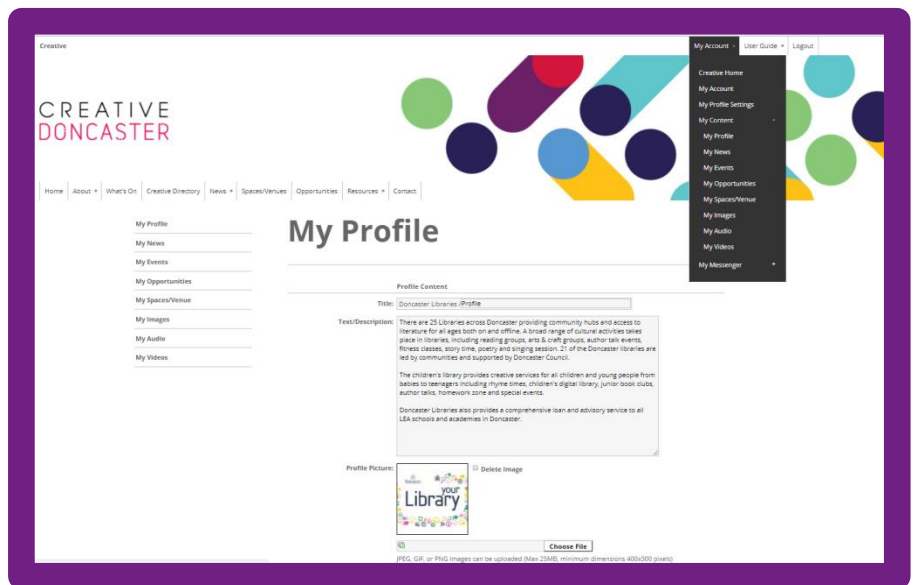 Creative
My Account - User Guide + Logout
Creative Home
My Account
My Profile Settings
My Content -
My Profile
My News
My Events
My Opportunities
My Spaces/Venue
My Images
My Audio
My Videos
My Messenger +
CREATIVE
DONCASTER
Home About + What's On Creative Directory News + Spaces/Venues Opportunities Resources + Contact
My Profile
My News
My Events
My Opportunities
My Spaces/Venue
My Images
My Audio
My Videos
My Profile
Profile Content
Title: Doncaster Libraries /Profile
Text/Description: There are 25 Libraries across Doncaster providing community hubs and access to
literature for all ages both on and offline. A broad range of cultural activities takes
place in libraries, including reading groups, arts & craft groups, author talk events,
fitness classes, story time, poetry and singing session. 21 of the Doncaster libraries are
led by communities and supported by Doncaster Council.
The children's library provides creative services for all children and young people from
babies to teenagers including rhyme times, children's digital library, junior book clubs,
author talks, homework zone and special events.
Doncaster Libraries also provides a comprehensive loan and advisory service to all
LEA schools and academies in Doncaster.
Profile Picture: Delete Image
your
Library
Choose File
JPEG, GIF, or PNG Images can be uploaded (Max 25MB, minimum dimensions 400x300 pixels)